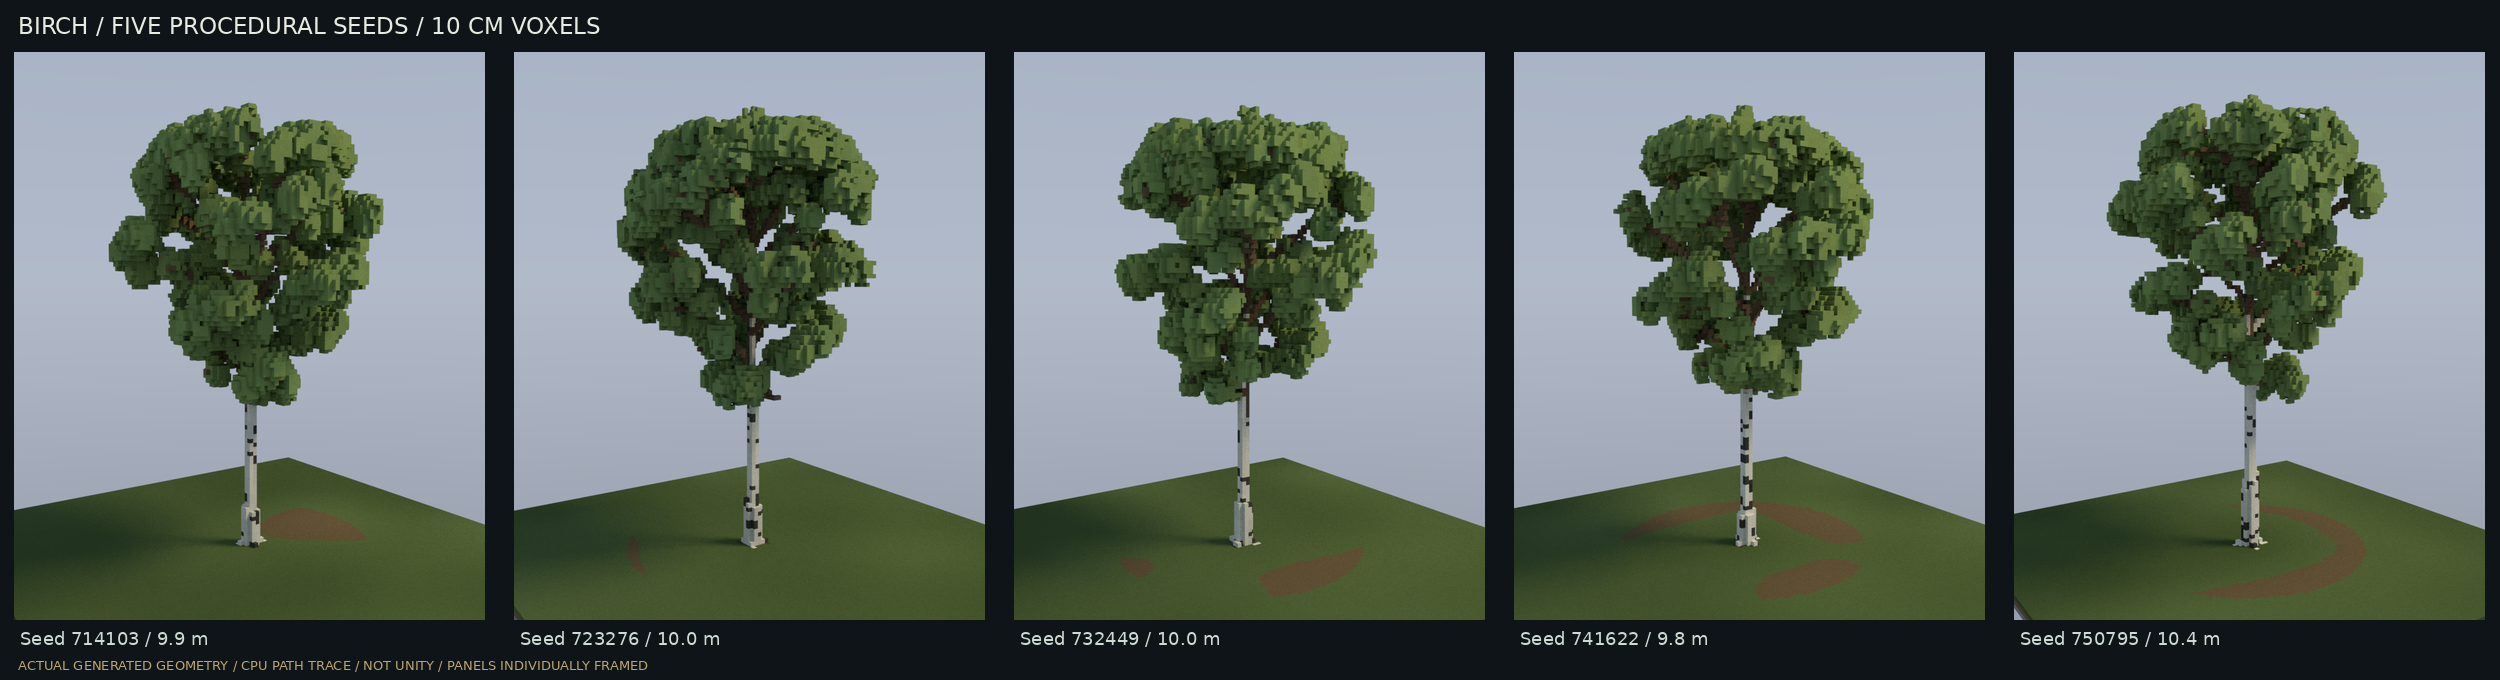 BIRCH / FIVE PROCEDURAL SEEDS / 10 CM VOXELS
Seed 714103 / 9.9 m
Seed 723276 / 10.0 m
Seed 732449 / 10.0 m
Seed 741622 / 9.8 m
Seed 750795 / 10.4 m
ACTUAL GENERATED GEOMETRY / CPU PATH TRACE / NOT UNITY / PANELS INDIVIDUALLY FRAMED